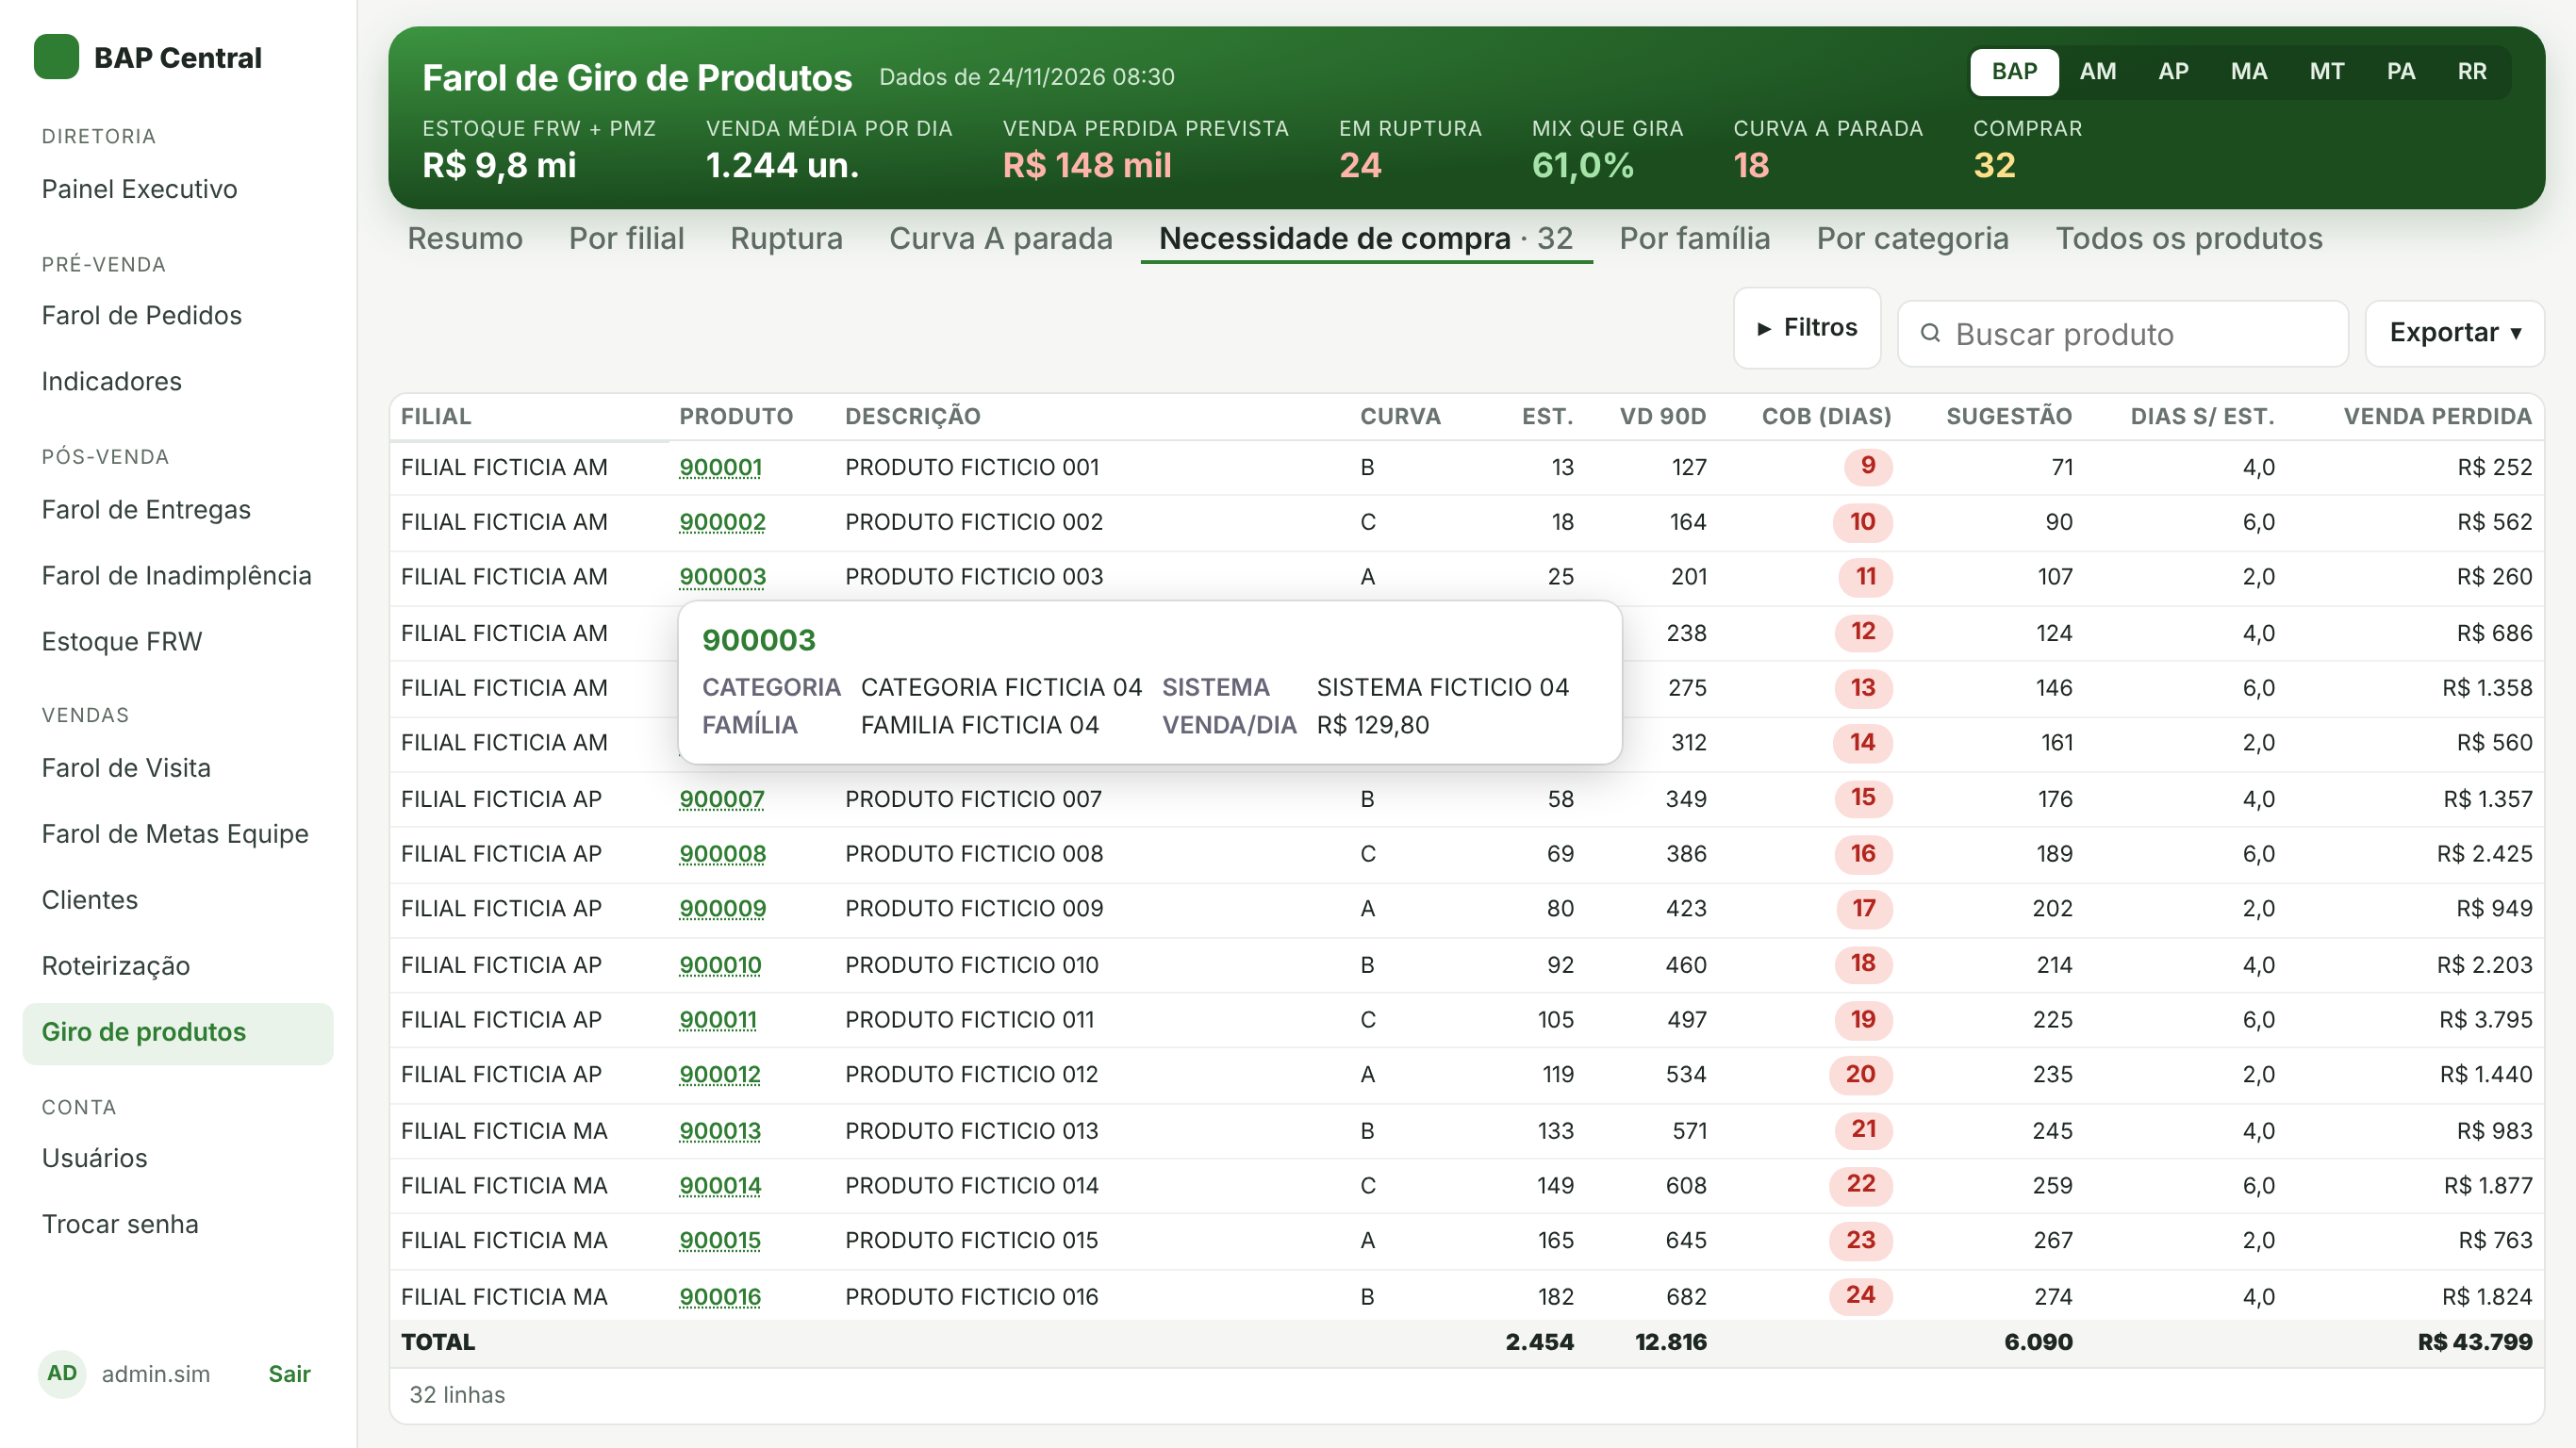 BAP Central
DIRETORIA
Painel Executivo
PRÉ-VENDA
Farol de Pedidos
Indicadores
PÓS-VENDA
Farol de Entregas
Farol de Inadimplência
Estoque FRW
VENDAS
Farol de Visita
Farol de Metas Equipe
Clientes
Roteirização
Giro de produtos
CONTA
Usuários
Trocar senha
AD admin.sim Sair
Farol de Giro de Produtos Dados de 24/11/2026 08:30 BAP AM AP MA MT PA RR
ESTOQUE FRW + PMZ VENDA MÉDIA POR DIA VENDA PERDIDA PREVISTA EM RUPTURA MIX QUE GIRA CURVA A PARADA COMPRAR
R$ 9,8 mi 1.244 un. R$ 148 mil 24 61,0% 18 32
Resumo Por filial Ruptura Curva A parada Necessidade de compra · 32 Por família Por categoria Todos os produtos
▶ Filtros Buscar produto Exportar ▾
FILIAL PRODUTO DESCRIÇÃO CURVA EST. VD 90D COB (DIAS) SUGESTÃO DIAS S/ EST. VENDA PERDIDA
FILIAL FICTICIA AM 900001 PRODUTO FICTICIO 001 B 13 127 9 71 4,0 R$ 252
FILIAL FICTICIA AM 900002 PRODUTO FICTICIO 002 C 18 164 10 90 6,0 R$ 562
FILIAL FICTICIA AM 900003 PRODUTO FICTICIO 003 A 25 201 11 107 2,0 R$ 260
FILIAL FICTICIA AM 238 12 124 4,0 R$ 686
FILIAL FICTICIA AM 275 13 146 6,0 R$ 1.358
FILIAL FICTICIA AM 312 14 161 2,0 R$ 560
900003
CATEGORIA CATEGORIA FICTICIA 04 SISTEMA SISTEMA FICTICIO 04
FAMÍLIA FAMILIA FICTICIA 04 VENDA/DIA R$ 129,80
FILIAL FICTICIA AP 900007 PRODUTO FICTICIO 007 B 58 349 15 176 4,0 R$ 1.357
FILIAL FICTICIA AP 900008 PRODUTO FICTICIO 008 C 69 386 16 189 6,0 R$ 2.425
FILIAL FICTICIA AP 900009 PRODUTO FICTICIO 009 A 80 423 17 202 2,0 R$ 949
FILIAL FICTICIA AP 900010 PRODUTO FICTICIO 010 B 92 460 18 214 4,0 R$ 2.203
FILIAL FICTICIA AP 900011 PRODUTO FICTICIO 011 C 105 497 19 225 6,0 R$ 3.795
FILIAL FICTICIA AP 900012 PRODUTO FICTICIO 012 A 119 534 20 235 2,0 R$ 1.440
FILIAL FICTICIA MA 900013 PRODUTO FICTICIO 013 B 133 571 21 245 4,0 R$ 983
FILIAL FICTICIA MA 900014 PRODUTO FICTICIO 014 C 149 608 22 259 6,0 R$ 1.877
FILIAL FICTICIA MA 900015 PRODUTO FICTICIO 015 A 165 645 23 267 2,0 R$ 763
FILIAL FICTICIA MA 900016 PRODUTO FICTICIO 016 B 182 682 24 274 4,0 R$ 1.824
TOTAL 2.454 12.816 6.090 R$ 43.799
32 linhas